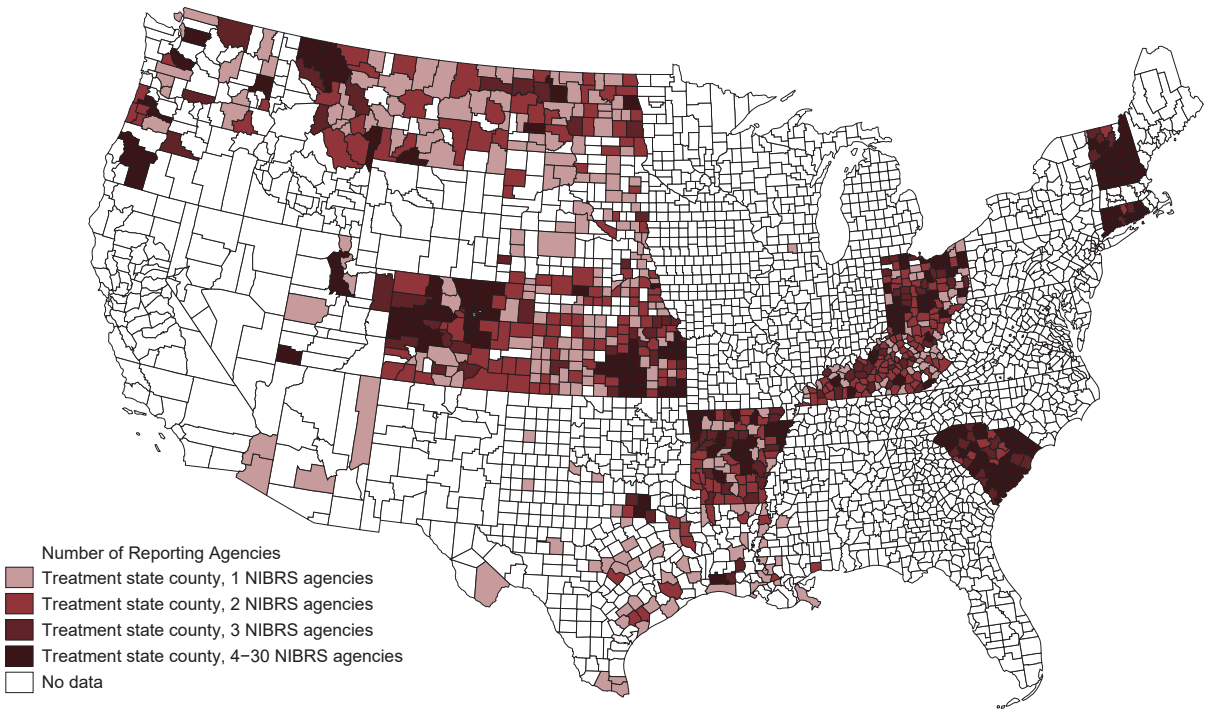 Number of Reporting Agencies
Treatment state county, 1 NIBRS agencies
Treatment state county, 2 NIBRS agencies
Treatment state county, 3 NIBRS agencies
Treatment state county, 4−30 NIBRS agencies
No data